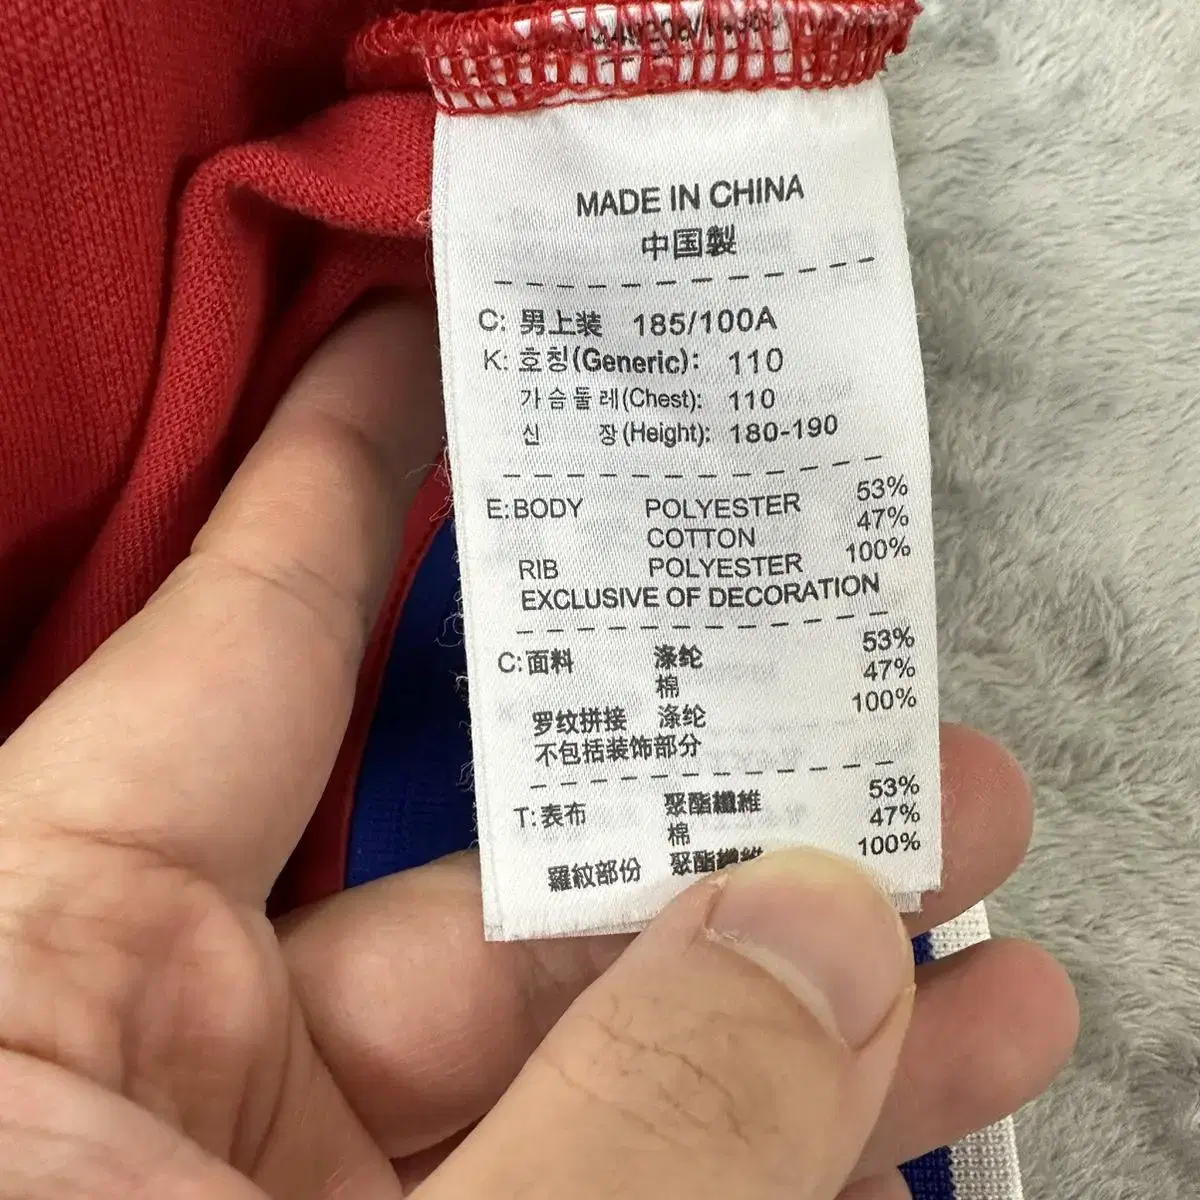 MADE IN CHINA
中国製
C: 男上装 185/100A
K: 호칭(Generic): 110
가슴둘레(Chest): 110
신 장(Height): 180-190
E:BODY POLYESTER 53%
COTTON 47%
RIB POLYESTER 100%
EXCLUSIVE OF DECORATION
C:面料 涤纶 53%
棉 47%
罗纹拼接 涤纶 100%
不包括装饰部分
T:表布 聚酯纖維 53%
棉 47%
羅紋部份 聚酯纖維 100%